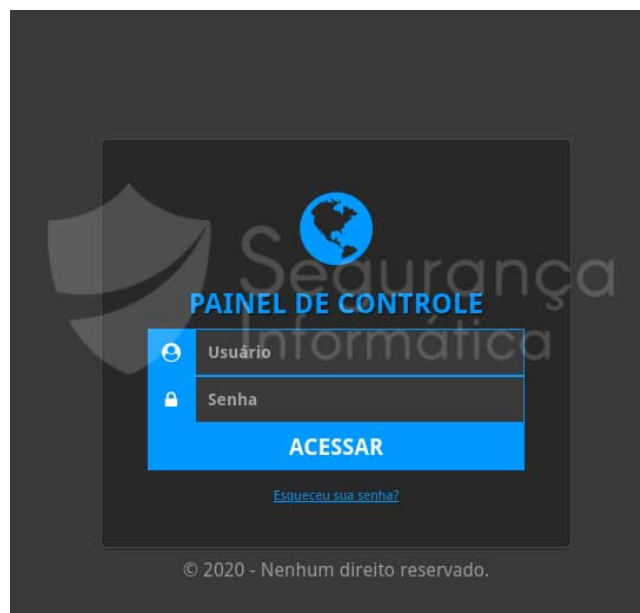 Segurança
PAINEL DE CONTROLE
Informática
Usuário
Senha
ACESSAR
Esqueceu sua senha?
© 2020 - Nenhum direito reservado.